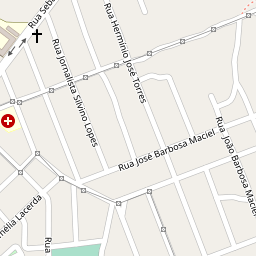 Rua Seba
Rua Hermínio José Torres
Rua Jornalista Silvino Lopes
Rua José Barbosa Maciel
Rua João Barbosa Maciel
mélia Lacerda
Rua